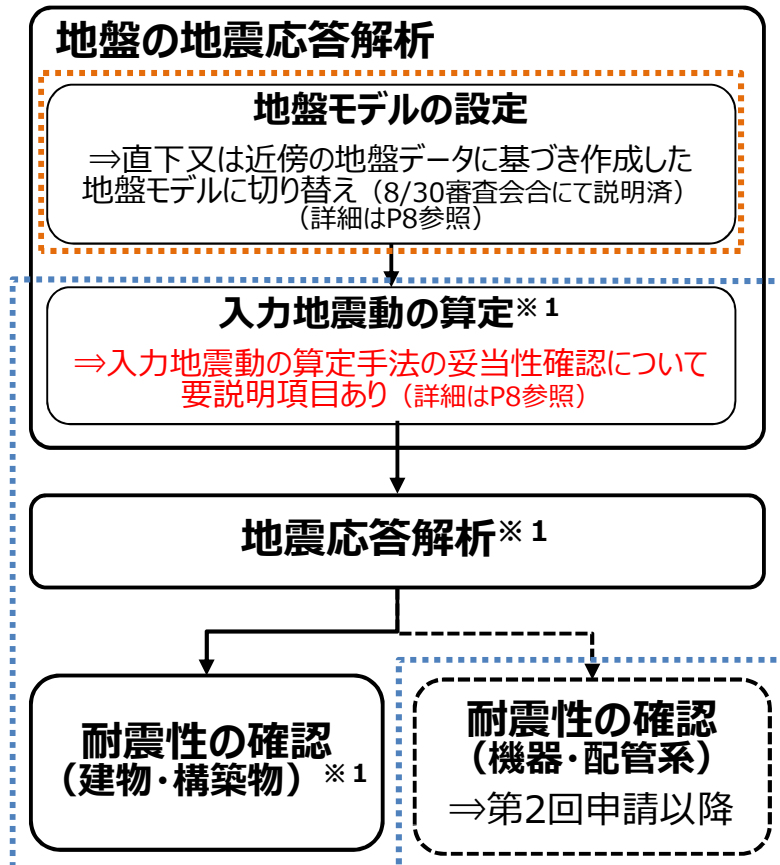 地盤の地震応答解析
地盤モデルの設定
⇒直下又は近傍の地盤データに基づき作成した
地盤モデルに切り替え（8/30審査会合にて説明済）
（詳細はP8参照）
入力地震動の算定※1
⇒入力地震動の算定手法の妥当性確認について
要説明項目あり（詳細はP8参照）
地震応答解析※1
耐震性の確認
（建物・構築物）※1
耐震性の確認
（機器・配管系）
⇒第2回申請以降